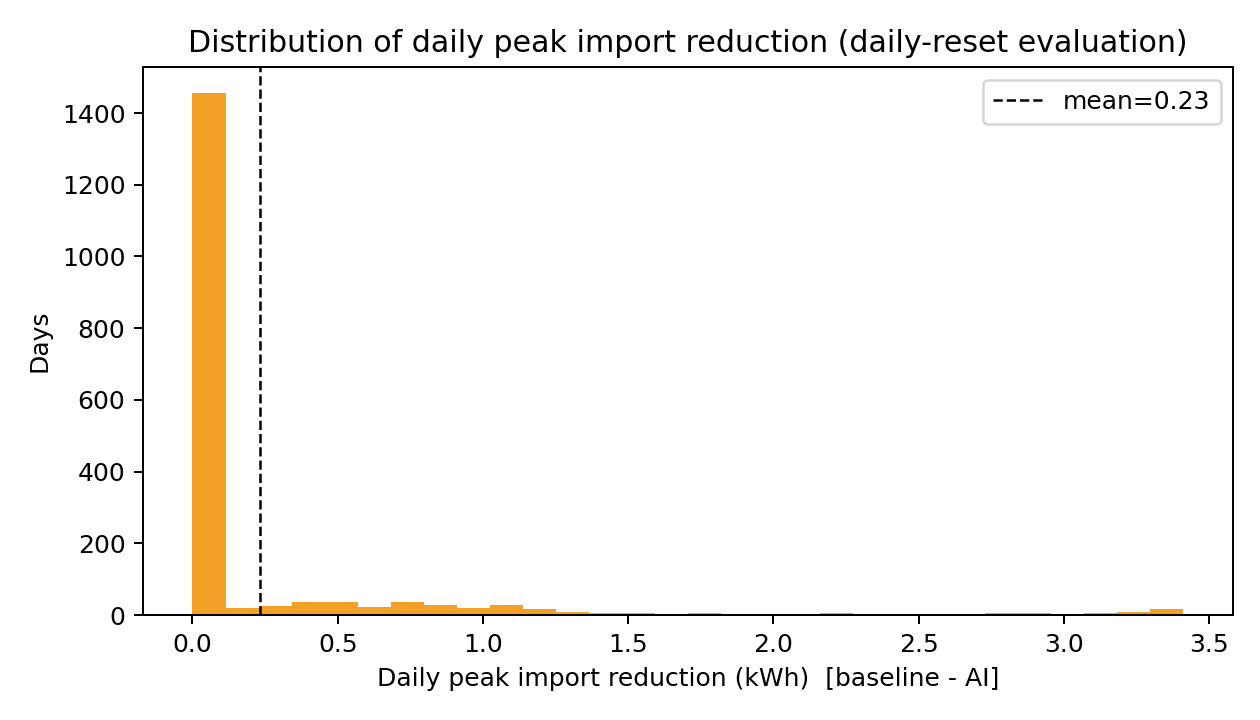 Distribution of daily peak import reduction (daily-reset evaluation)
mean=0.23
1400
1200
1000
800
600
400
200
0
Days
0.0 0.5 1.0 1.5 2.0 2.5 3.0 3.5
Daily peak import reduction (kWh)  [baseline - AI]